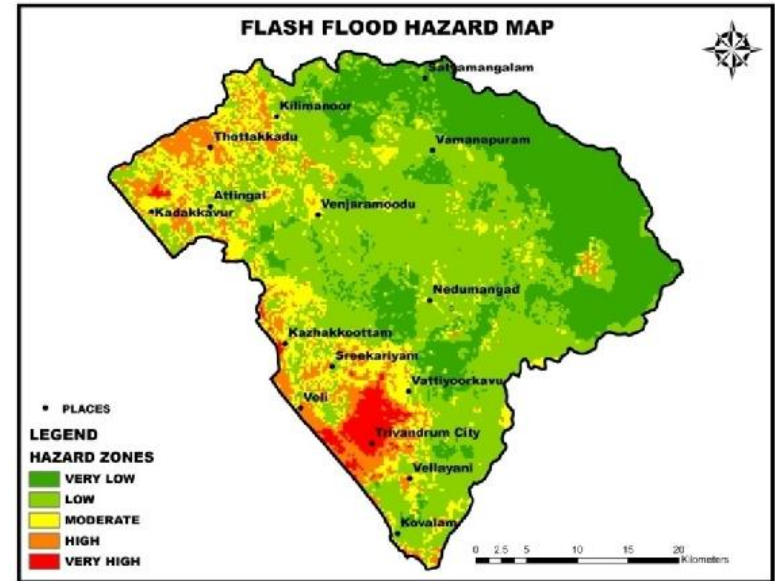 FLASH FLOOD HAZARD MAP
Satyamangalam
Kilimanoor
Thottakkadu
Vamanapuram
Attingal
Kadakkavur
Venjaramoodu
Nedumangad
Kazhakkoottam
Sreekariyam
Vattiyoorkavu
Veli
Trivandrum City
Vellayani
Kovalam
PLACES
LEGEND
HAZARD ZONES
VERY LOW
LOW
MODERATE
HIGH
VERY HIGH
0 2.5 5 10 15 20
Kilometers